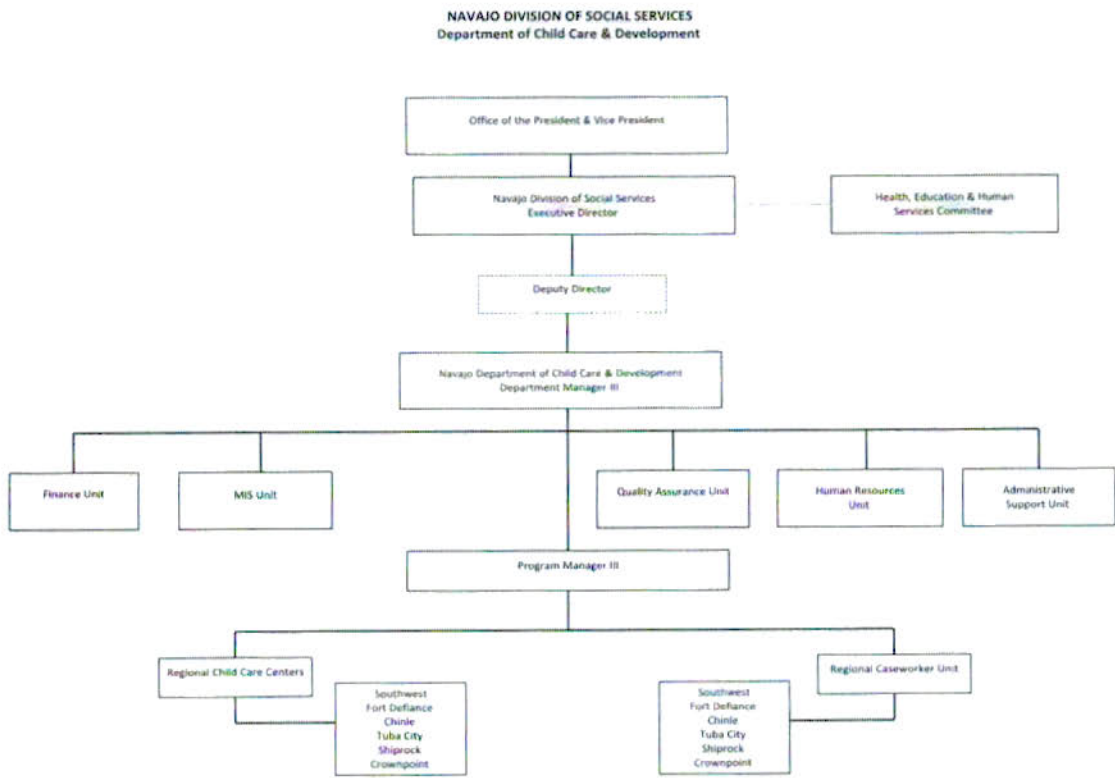 NAVAJO DIVISION OF SOCIAL SERVICES
Department of Child Care & Development
Office of the President & Vice President
Navajo Division of Social Services
Executive Director
Health, Education & Human
Services Committee
Deputy Director
Navajo Department of Child Care & Development
Department Manager III
Finance Unit
MIS Unit
Quality Assurance Unit
Human Resources
Unit
Administrative
Support Unit
Program Manager III
Regional Child Care Centers
Regional Caseworker Unit
Southwest
Fort Defiance
Chinle
Tuba City
Shiprock
Crownpoint
Southwest
Fort Defiance
Chinle
Tuba City
Shiprock
Crownpoint